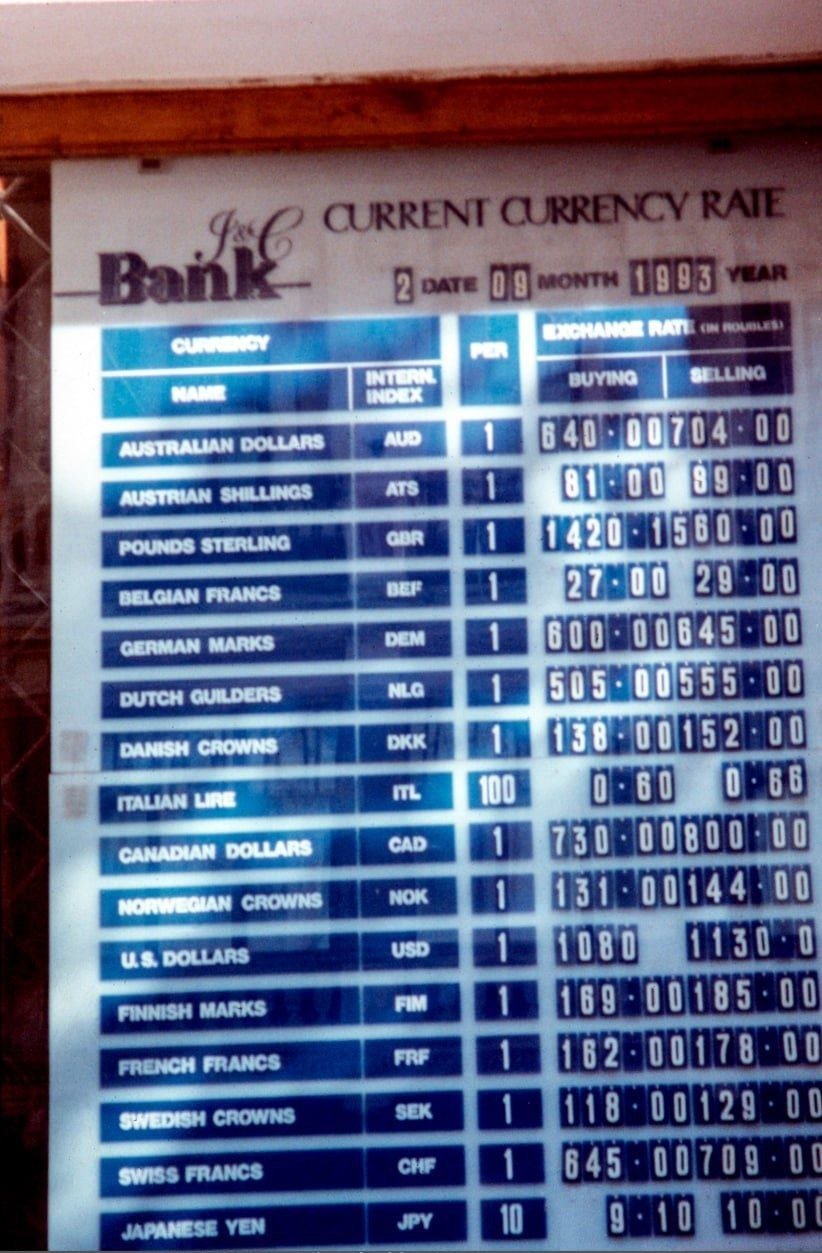 J&C Bank CURRENT CURRENCY RATE
2 DATE 09 MONTH 1993 YEAR
CURRENCY PER EXCHANGE RATE (IN ROUBLES)
NAME INTERN. INDEX BUYING SELLING
AUSTRALIAN DOLLARS AUD 1 640.00 704.00
AUSTRIAN SHILLINGS ATS 1 81.00 89.00
POUNDS STERLING GBR 1 1420.1560.00
BELGIAN FRANCS BEF 1 27.00 29.00
GERMAN MARKS DEM 1 600.00 645.00
DUTCH GUILDERS NLG 1 505.00 555.00
DANISH CROWNS DKK 1 138.00 152.00
ITALIAN LIRE ITL 100 0.60 0.66
CANADIAN DOLLARS CAD 1 730.00 800.00
NORWEGIAN CROWNS NOK 1 131.00 144.00
U.S. DOLLARS USD 1 1080 1130.0
FINNISH MARKS FIM 1 169.00 185.00
FRENCH FRANCS FRF 1 162.00 178.00
SWEDISH CROWNS SEK 1 118.00 129.00
SWISS FRANCS CHF 1 645.00 709.00
JAPANESE YEN JPY 10 9.10 10.00